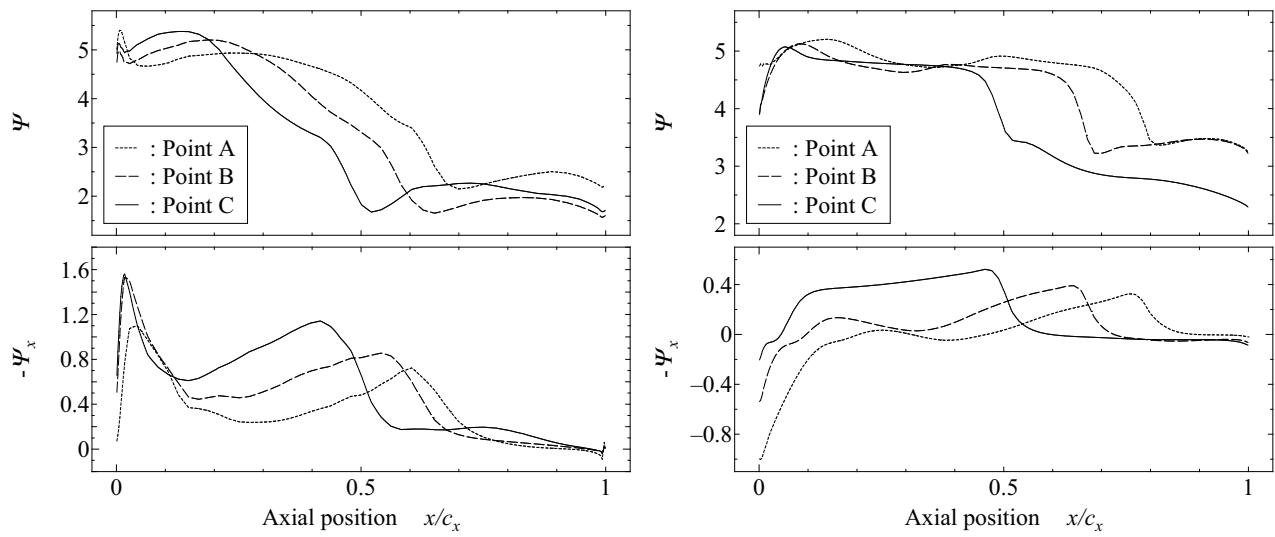 5
4
3
2
Ψ
: Point A
: Point B
: Point C
1.6
1.2
0.8
0.4
0
-Ψx
0 0.5 1
Axial position x/cx
5
4
3
2
Ψ
: Point A
: Point B
: Point C
0.4
0
−0.4
−0.8
-Ψx
0 0.5 1
Axial position x/cx